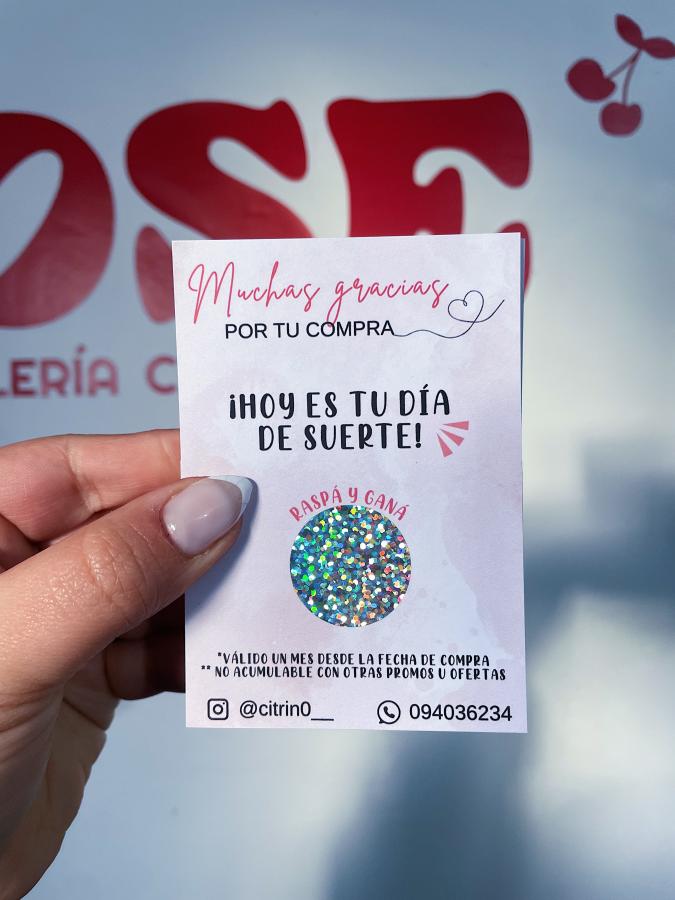 OSE
LERÍA C
Muchas gracias
POR TU COMPRA
¡HOY ES TU DÍA
DE SUERTE!
RASPÁ Y GANÁ
*VÁLIDO UN MES DESDE LA FECHA DE COMPRA
** NO ACUMULABLE CON OTRAS PROMOS U OFERTAS
@citrin0__
094036234